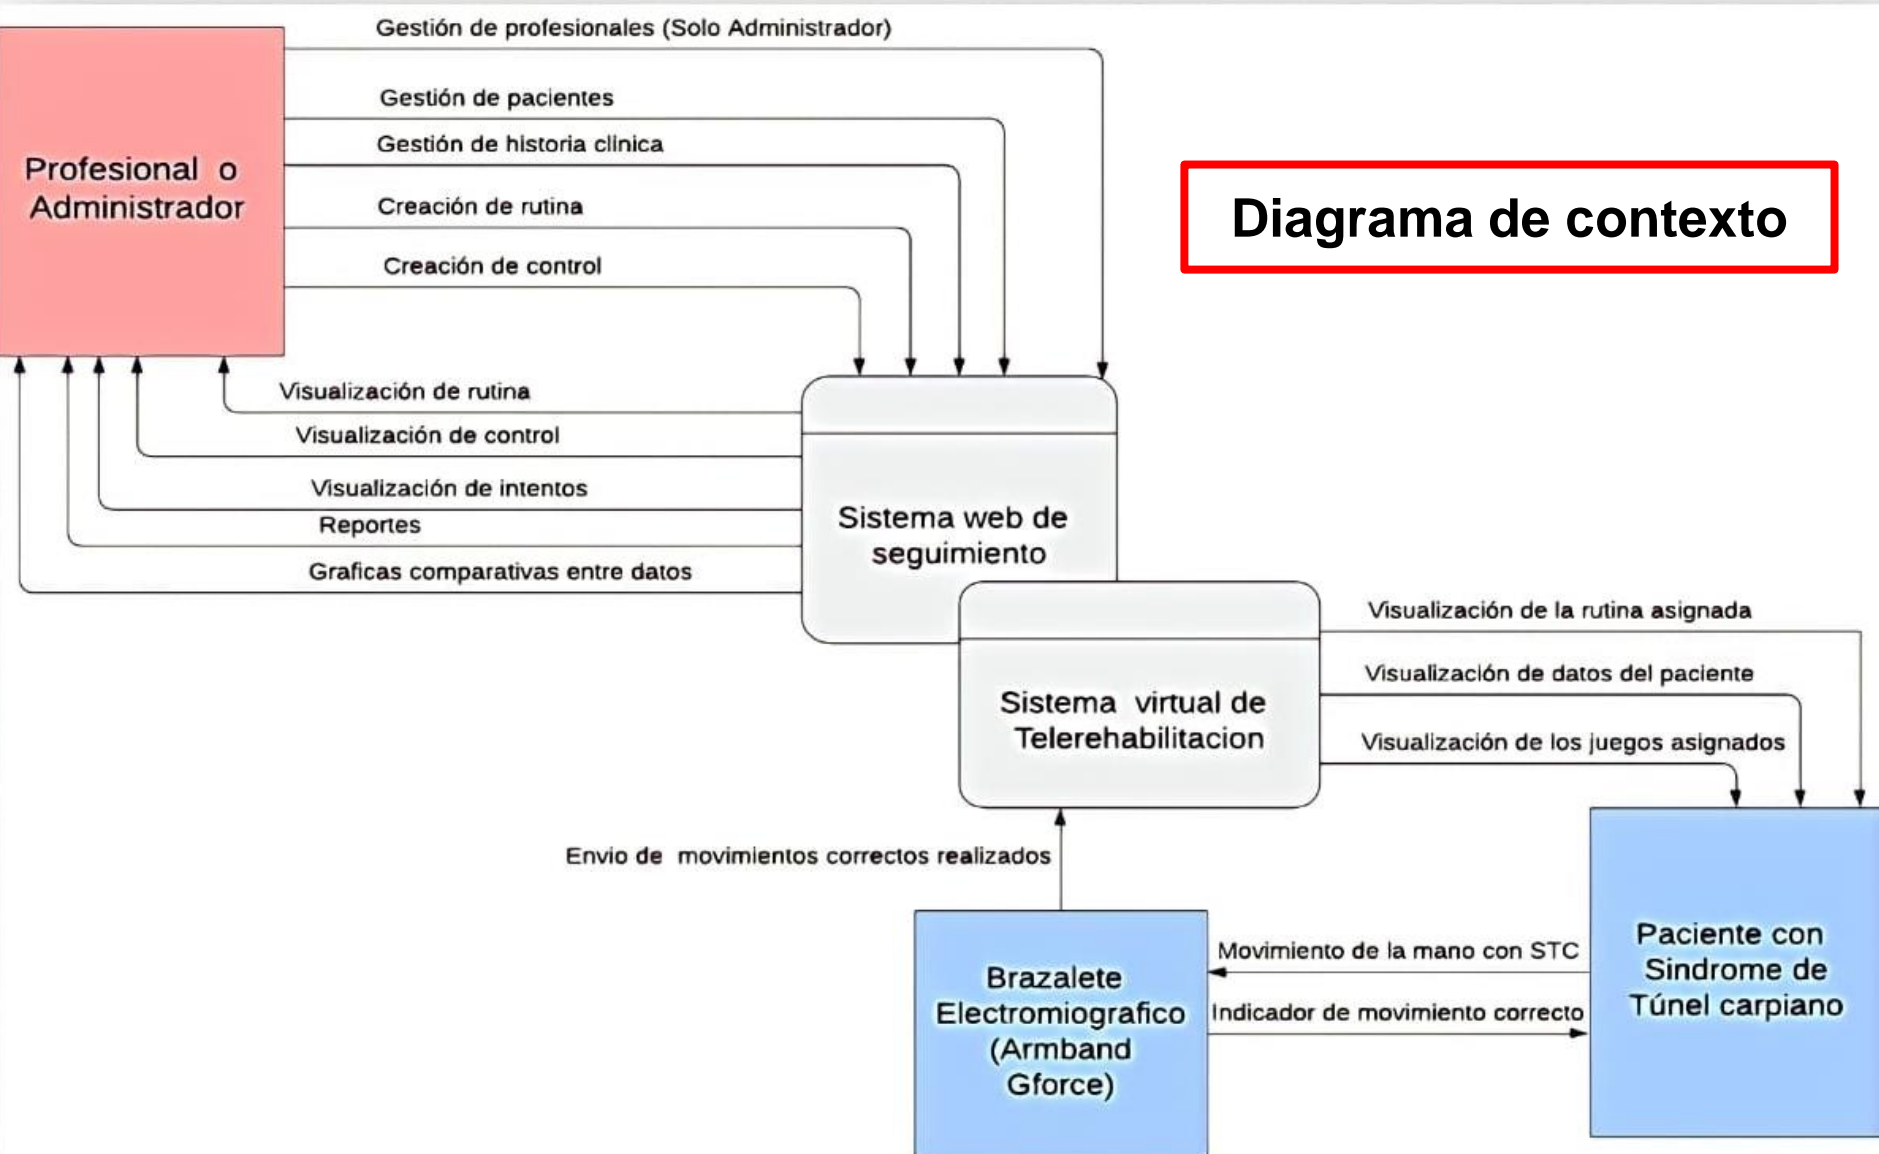 Gestión de profesionales (Solo Administrador)
Gestión de pacientes
Gestión de historia clinica
Creación de rutina
Creación de control
Profesional o
Administrador
Diagrama de contexto
Visualización de rutina
Visualización de control
Visualización de intentos
Reportes
Graficas comparativas entre datos
Sistema web de
seguimiento
Sistema virtual de
Telerehabilitacion
Visualización de la rutina asignada
Visualización de datos del paciente
Visualización de los juegos asignados
Envio de movimientos correctos realizados
Brazalete
Electromiografico
(Armband
Gforce)
Movimiento de la mano con STC
Indicador de movimiento correcto
Paciente con
Sindrome de
Túnel carpiano